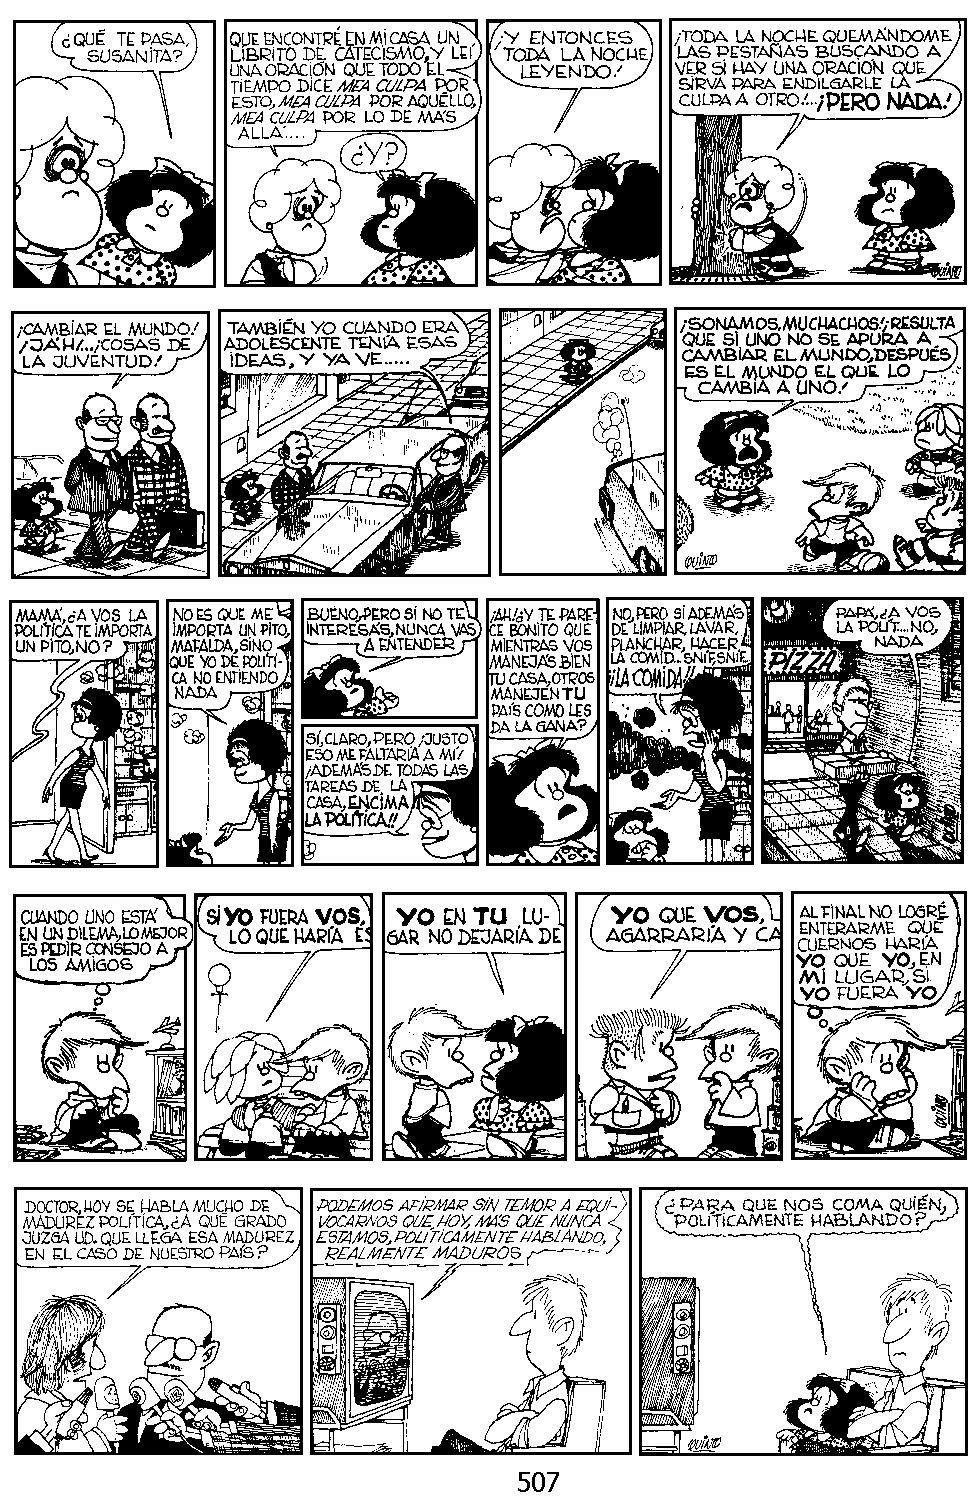 ¿QUÉ TE PASA,
SUSANITA?
QUE ENCONTRÉ EN MI CASA UN
LIBRITO DE CATECISMO, Y LEÍ
UNA ORACIÓN QUE TODO EL
TIEMPO DICE MEA CULPA POR
ESTO, MEA CULPA POR AQUÉLLO,
MEA CULPA POR LO DE MÁS
ALLÁ.....
¿Y?
¡Y ENTONCES
TODA LA NOCHE
LEYENDO!
¡TODA LA NOCHE QUEMÁNDOME
LAS PESTAÑAS BUSCANDO A
VER SI HAY UNA ORACIÓN QUE
SIRVA PARA ENDILGARLE LA
CULPA A OTRO!...¡PERO NADA!
QUINO
¡CAMBIAR EL MUNDO!
¡JÁ'H!...¡COSAS DE
LA JUVENTUD!
TAMBIÉN YO CUANDO ERA
ADOLESCENTE TENÍA ESAS
IDEAS, Y YA VE.....
¡SONAMOS, MUCHACHOS!¡RESULTA
QUE SI UNO NO SE APURA A
CAMBIAR EL MUNDO, DESPUÉS
ES EL MUNDO EL QUE LO
CAMBIA A UNO!
QUINO
MAMÁ, ¿A VOS LA
POLÍTICA TE IMPORTA
UN PITO, NO?
NO ES QUE ME
IMPORTA UN PITO,
MAFALDA, SINO
QUE YO DE POLÍTI-
CA NO ENTIENDO
NADA
BUENO, PERO SI NO TE
INTERESÁS, NUNCA VAS
A ENTENDER
SÍ, CLARO, PERO ¡JUSTO
ESO ME FALTARÍA A MÍ!
¡ADEMÁS DE TODAS LAS
TAREAS DE LA
CASA, ENCIMA
LA POLÍTICA!!
¡AH!¿Y TE PARE-
CE BONITO QUE
MIENTRAS VOS
MANEJÁS BIEN
TU CASA, OTROS
MANEJEN TU
PAÍS COMO LES
DA LA GANA?
NO, PERO SI ADEMÁS
DE LIMPIAR, LAVAR,
PLANCHAR, HACER
LA COMID... SNIF SNIF
¡¡LA COMIDA!!
PAPÁ, ¿A VOS
LA POLIT... NO,
NADA
PIZZA
QUINO
CUANDO UNO ESTÁ
EN UN DILEMA, LO MEJOR
ES PEDIR CONSEJO A
LOS AMIGOS
SI YO FUERA VOS,
LO QUE HARÍA ES
YO EN TU LU-
GAR NO DEJARÍA DE
YO QUE VOS,
AGARRARÍA Y CA
AL FINAL NO LOGRÉ
ENTERARME QUÉ
CUERNOS HARÍA
YO QUE YO, EN
MI LUGAR, SI
YO FUERA YO
QUINO
DOCTOR, HOY SE HABLA MUCHO DE
MADUREZ POLÍTICA, ¿A QUÉ GRADO
JUZGA UD. QUE LLEGA ESA MADUREZ
EN EL CASO DE NUESTRO PAÍS?
PODEMOS AFIRMAR SIN TEMOR A EQUI-
VOCARNOS QUE, HOY, MÁS QUE NUNCA
ESTAMOS, POLÍTICAMENTE HABLANDO,
REALMENTE MADUROS
¿PARA QUE NOS COMA QUIÉN,
POLÍTICAMENTE HABLANDO?
QUINO
507